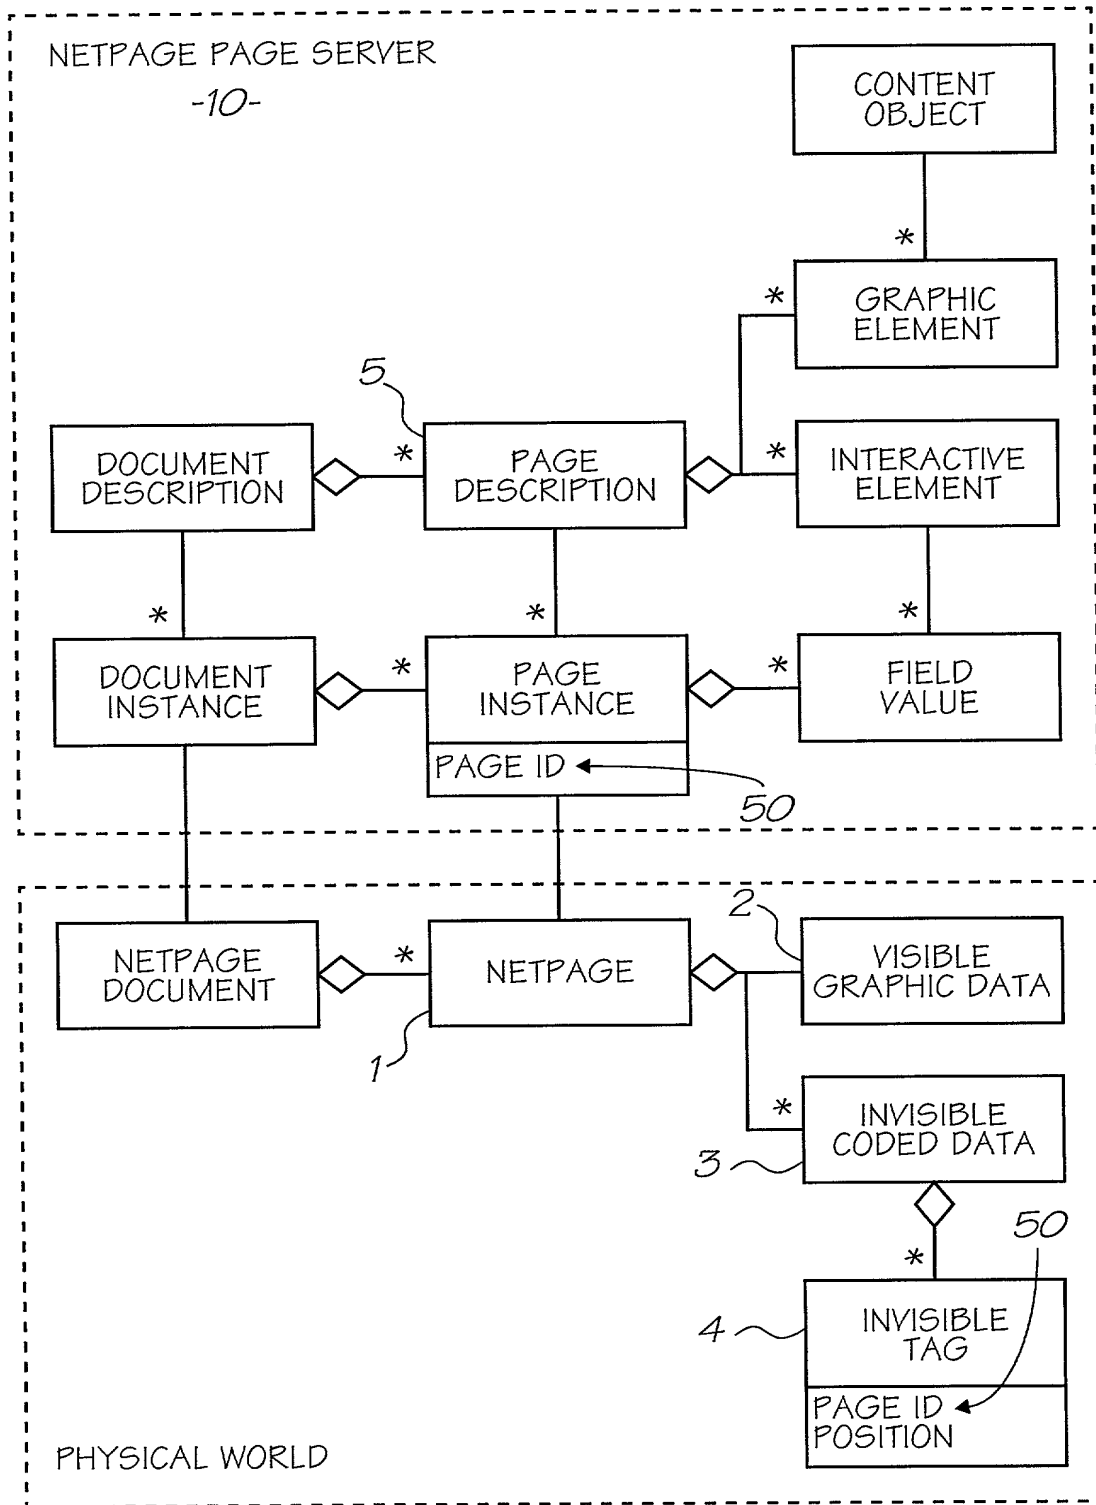 NETPAGE PAGE SERVER
-10-
CONTENT
OBJECT
*
*
GRAPHIC
ELEMENT
5
DOCUMENT
DESCRIPTION
*
PAGE
DESCRIPTION
*
INTERACTIVE
ELEMENT
*
*
*
DOCUMENT
INSTANCE
*
PAGE
INSTANCE
*
FIELD
VALUE
PAGE ID
50
2
NETPAGE
DOCUMENT
*
NETPAGE
VISIBLE
GRAPHIC DATA
1
*
INVISIBLE
CODED DATA
3
50
*
4
INVISIBLE
TAG
PAGE ID
POSITION
PHYSICAL WORLD